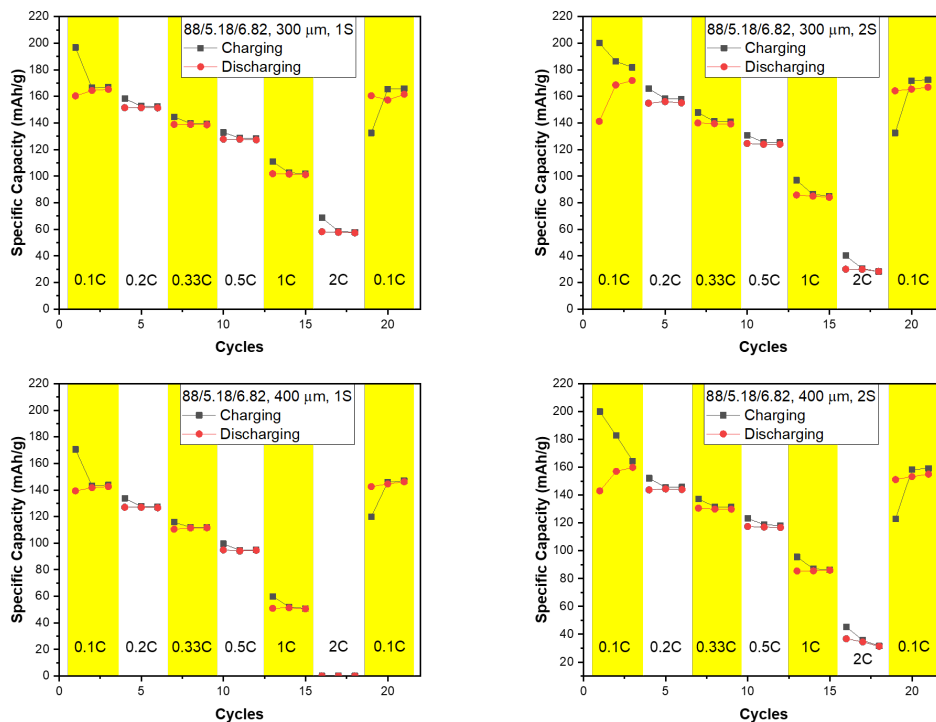 88/5.18/6.82, 300 μm, 1S
Charging
Discharging
Specific Capacity (mAh/g)
220
200
180
160
140
120
100
80
60
40
20
0
0.1C 0.2C 0.33C 0.5C 1C 2C 0.1C
0 5 10 15 20
Cycles
88/5.18/6.82, 300 μm, 2S
Charging
Discharging
Specific Capacity (mAh/g)
220
200
180
160
140
120
100
80
60
40
20
0
0.1C 0.2C 0.33C 0.5C 1C 2C 0.1C
0 5 10 15 20
Cycles
88/5.18/6.82, 400 μm, 1S
Charging
Discharging
Specific Capacity (mAh/g)
220
200
180
160
140
120
100
80
60
40
20
0
0.1C 0.2C 0.33C 0.5C 1C 2C 0.1C
0 5 10 15 20
Cycles
88/5.18/6.82, 400 μm, 2S
Charging
Discharging
Specific Capacity (mAh/g)
220
200
180
160
140
120
100
80
60
40
20
0.1C 0.2C 0.33C 0.5C 1C 2C 0.1C
0 5 10 15 20
Cycles